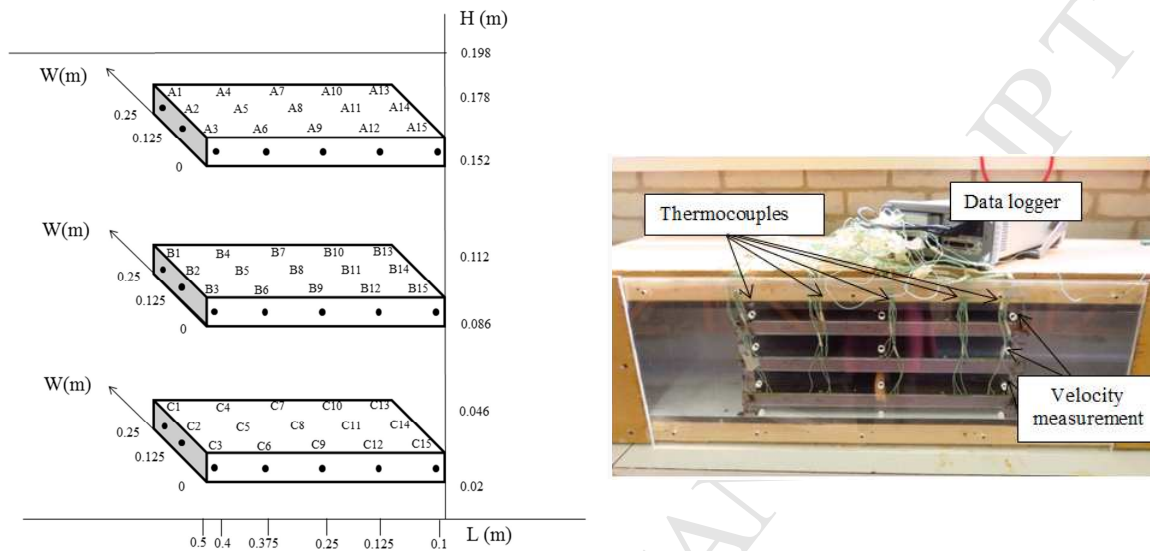 H (m)
0.198
W(m)
A1 A4 A7 A10 A13
0.178
0.25
A2 A5 A8 A11 A14
0.125
A3 A6 A9 A12 A15
0
0.152
W(m)
B1 B4 B7 B10 B13
0.112
0.25
B2 B5 B8 B11 B14
0.125
B3 B6 B9 B12 B15
0
0.086
W(m)
C1 C4 C7 C10 C13
0.046
0.25
C2 C5 C8 C11 C14
0.125
C3 C6 C9 C12 C15
0
0.02
0.5 0.4 0.375 0.25 0.125 0.1
L (m)
Thermocouples
Data logger
Velocity
measurement
AN
IPT